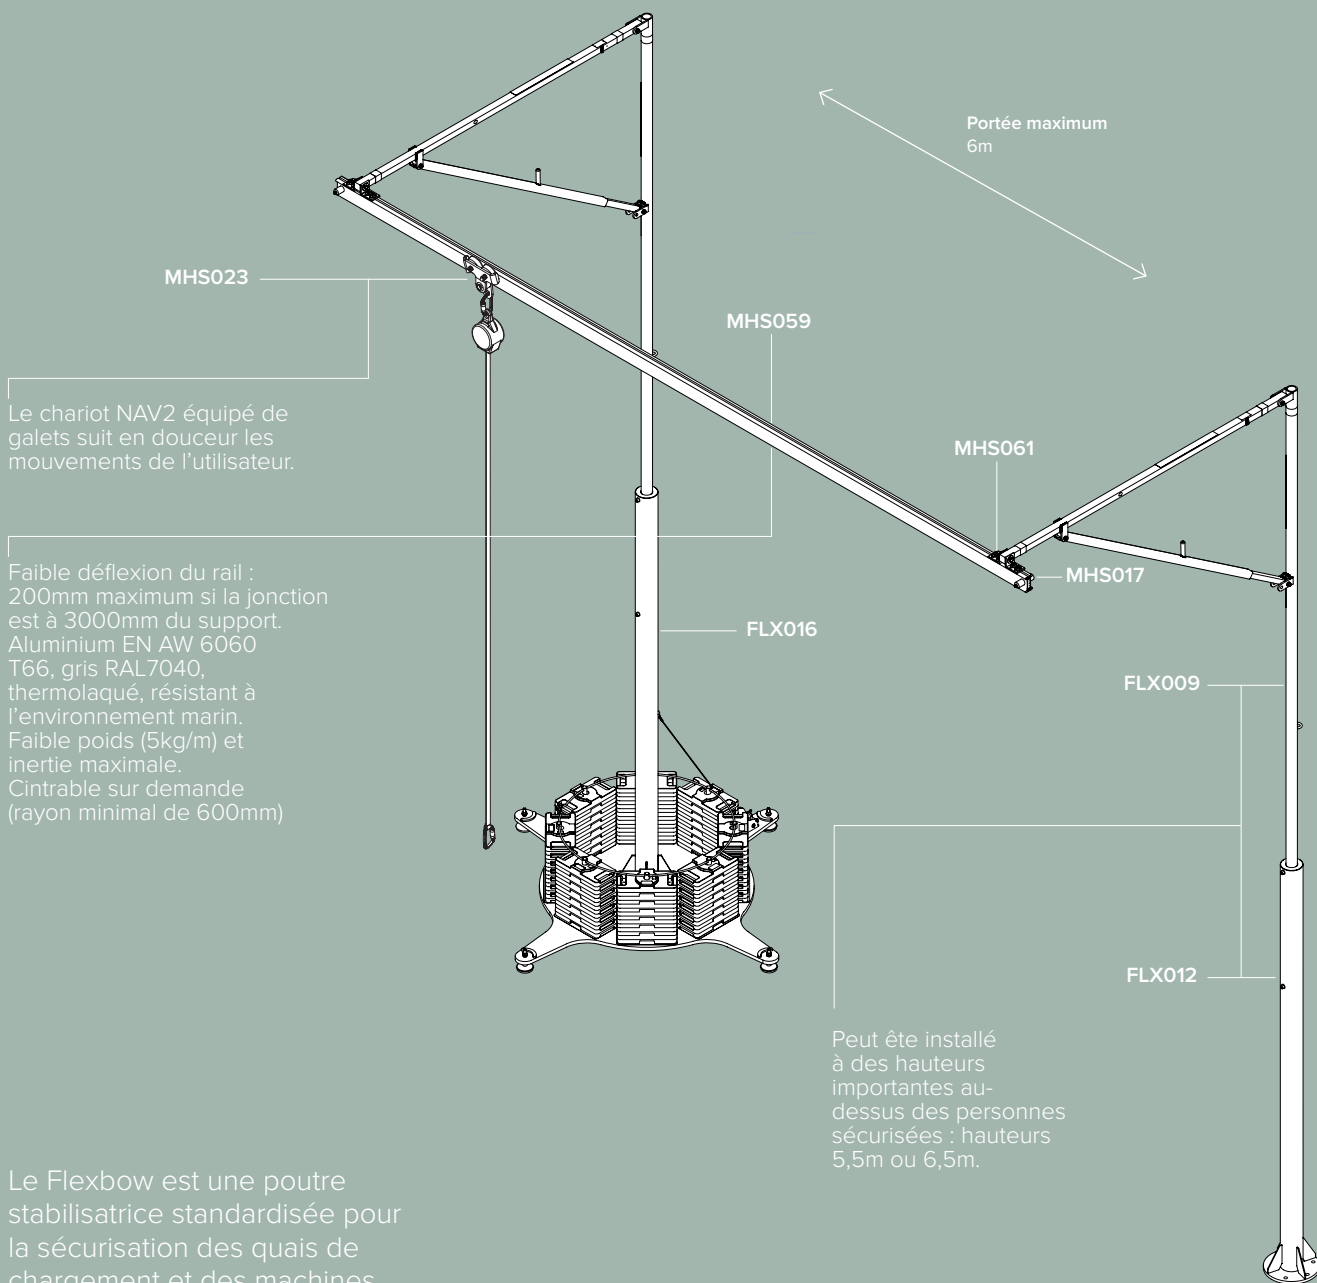 Portée maximum
6m
MHS023
MHS059
Le chariot NAV2 équipé de
galets suit en douceur les
mouvements de l’utilisateur.
MHS061
MHS017
Faible déflexion du rail :
200mm maximum si la jonction
est à 3000mm du support.
Aluminium EN AW 6060
T66, gris RAL7040,
thermolaqué, résistant à
l’environnement marin.
Faible poids (5kg/m) et
inertie maximale.
Cintrable sur demande
(rayon minimal de 600mm)
FLX016
FLX009
FLX012
Peut ête installé
à des hauteurs
importantes au-
dessus des personnes
sécurisées : hauteurs
5,5m ou 6,5m.
Le Flexbow est une poutre
stabilisatrice standardisée pour
la sécurisation des quais de
chargement et des machines